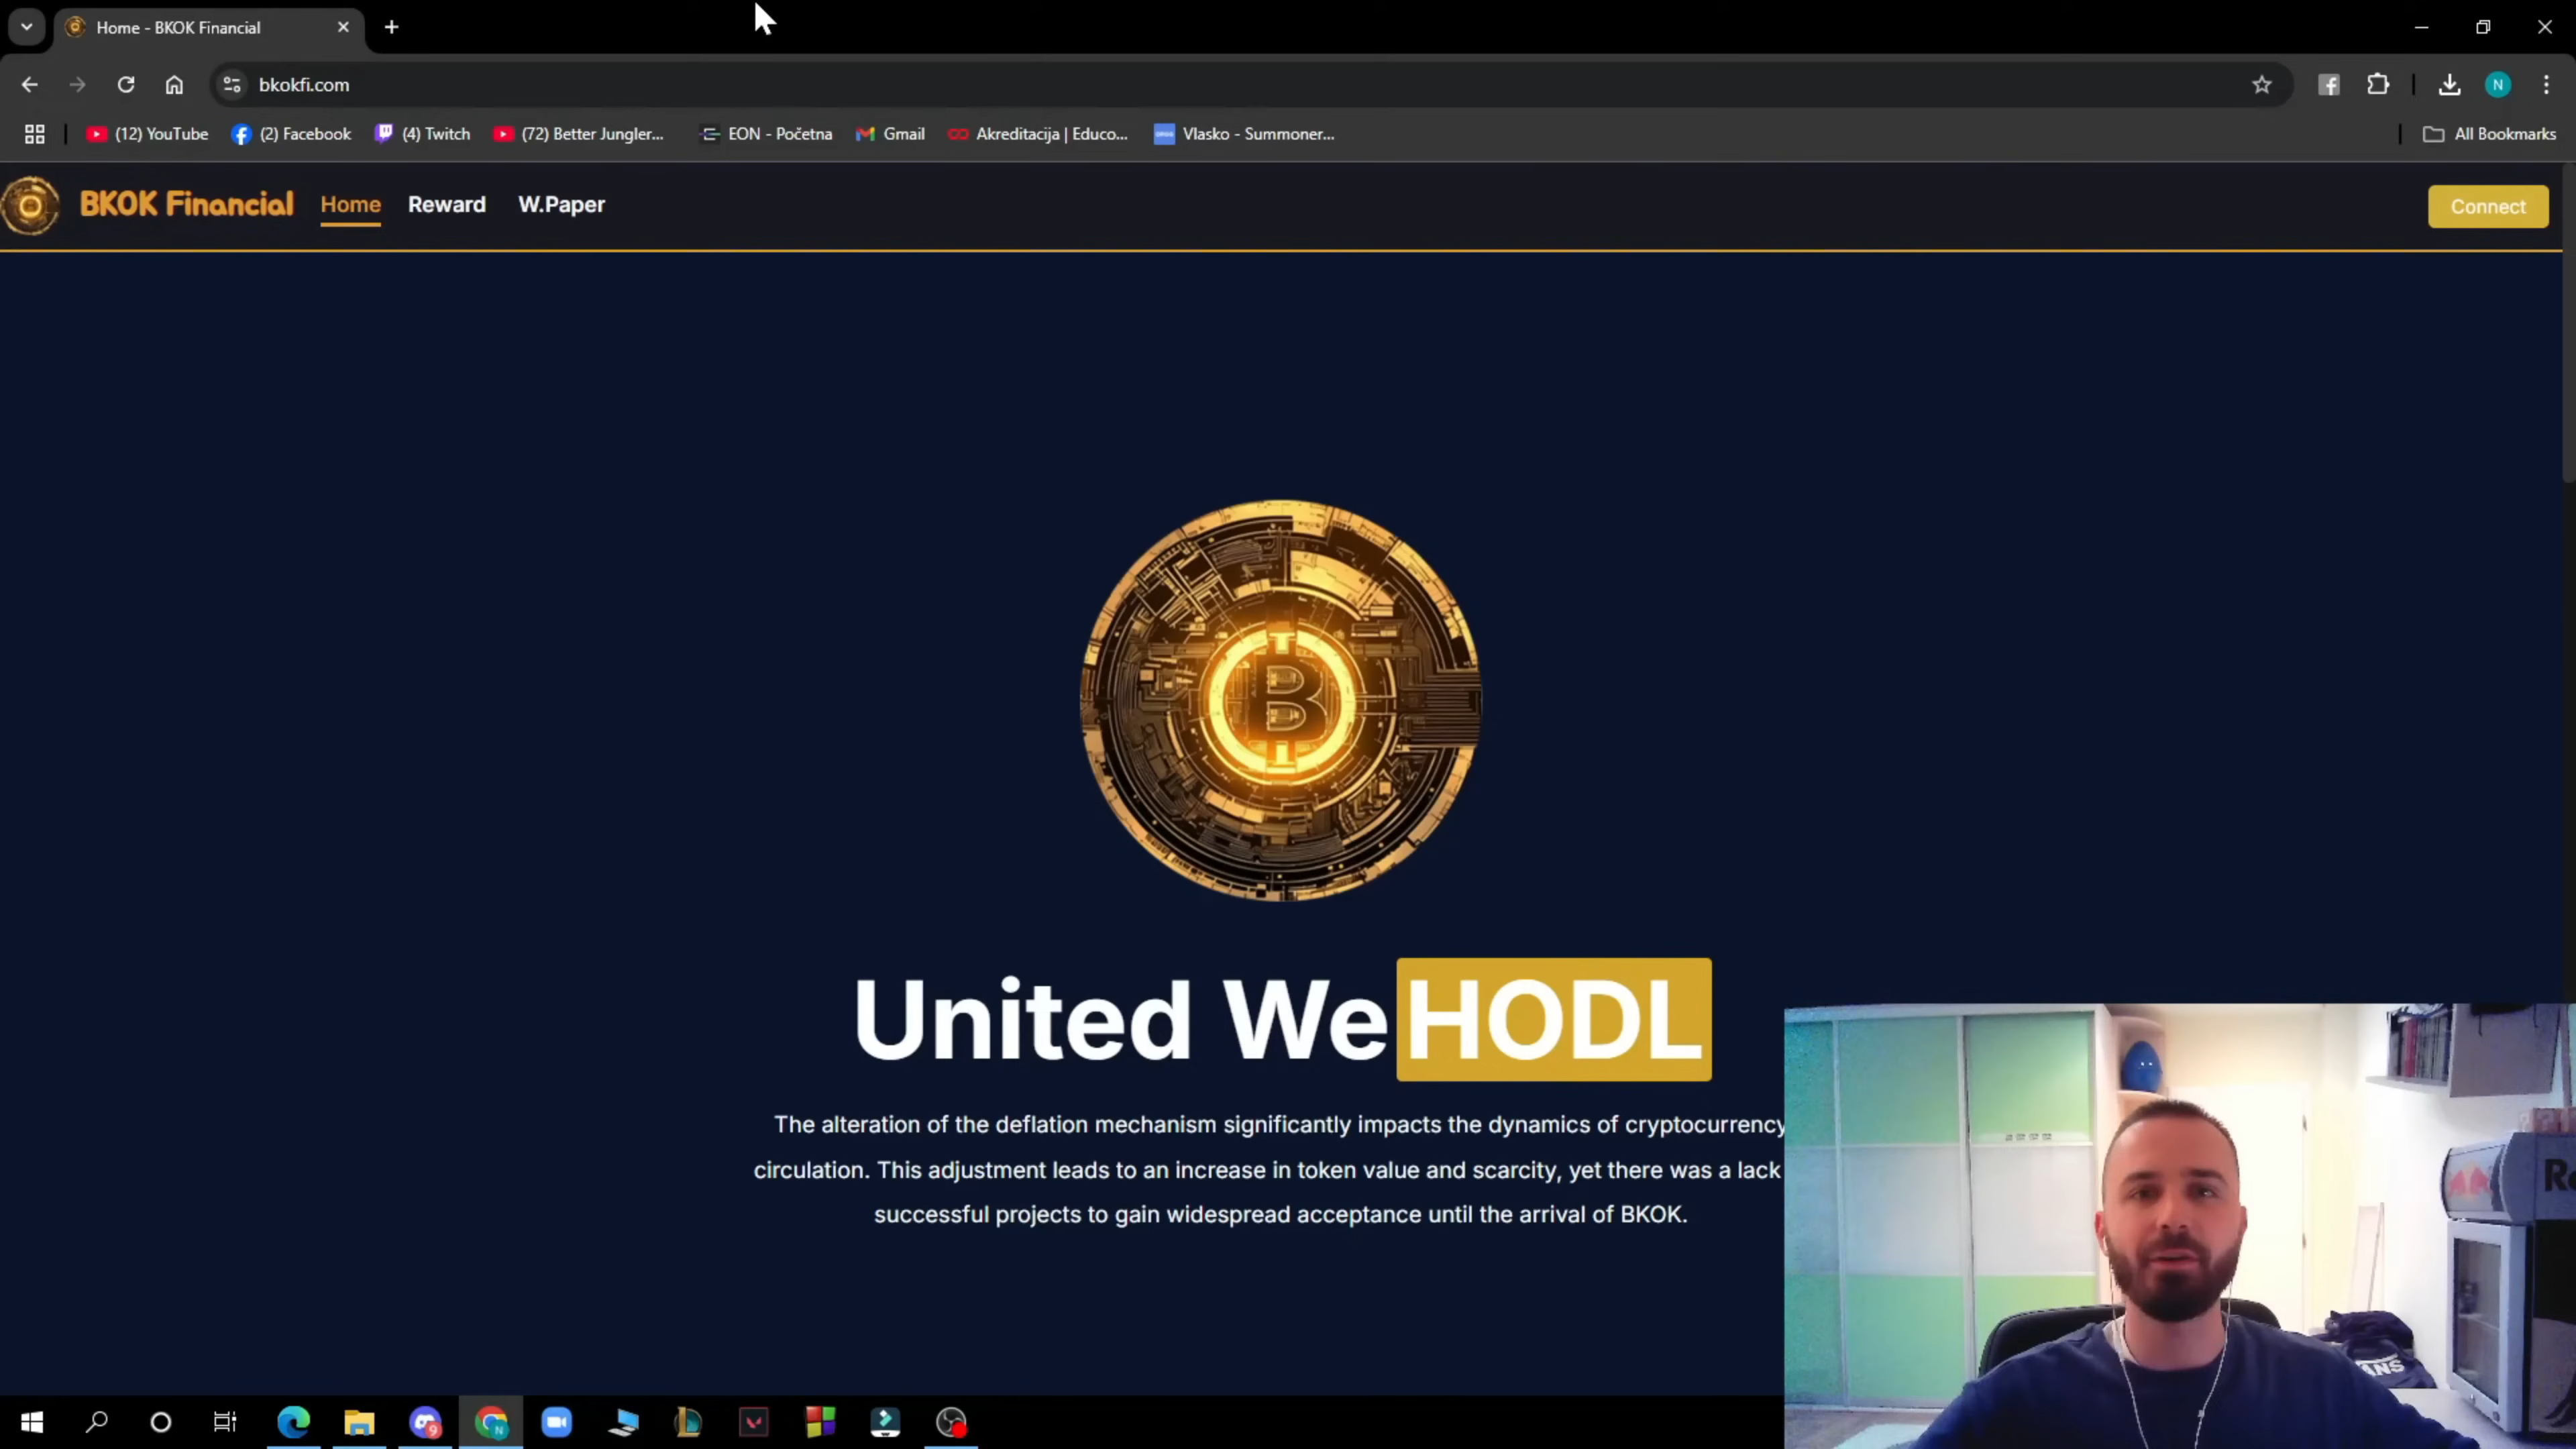 Home - BKOK Financial
bkokfi.com
N
(12) YouTube
(2) Facebook
(4) Twitch
(72) Better Jungler...
EON - Početna
Gmail
Akreditacija | Educo...
Vlasko - Summoner...
All Bookmarks
BKOK Financial
Home
Reward
W.Paper
Connect
B
United We HODL
The alteration of the deflation mechanism significantly impacts the dynamics of cryptocurrency
circulation. This adjustment leads to an increase in token value and scarcity, yet there was a lack
successful projects to gain widespread acceptance until the arrival of BKOK.
9